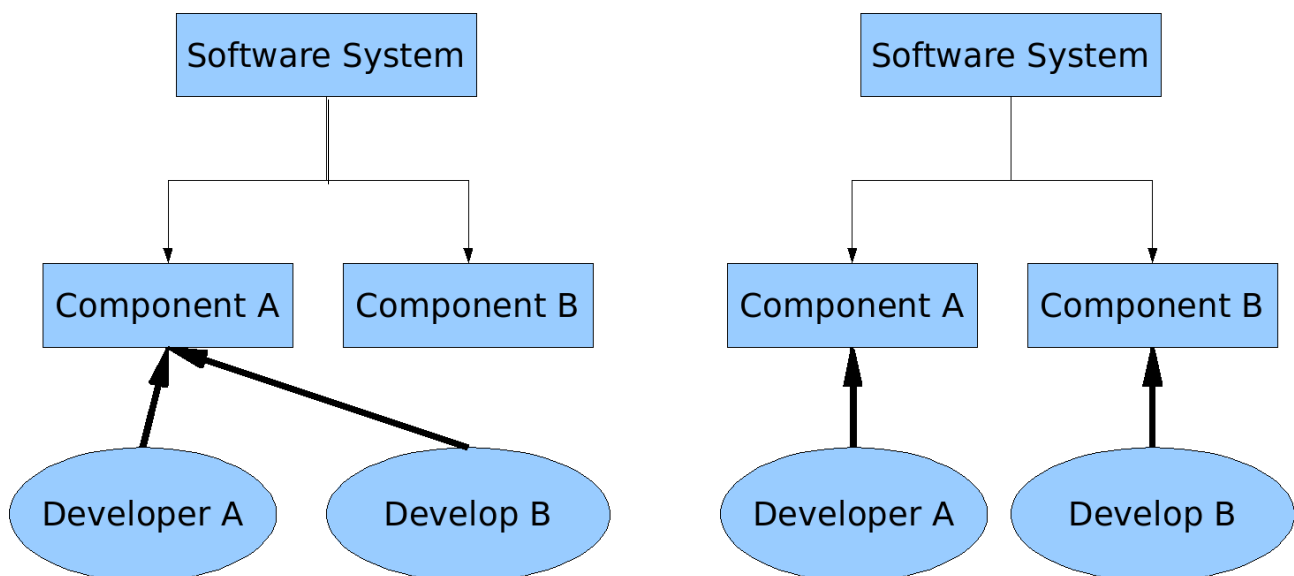 Software System
Component A
Component B
Developer A
Develop B
Software System
Component A
Component B
Developer A
Develop B